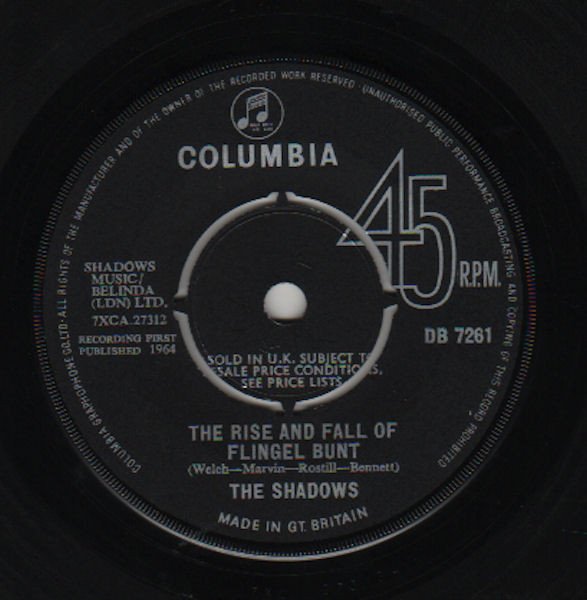 COLUMBIA GRAPHOPHONE CO.LTD·ALL RIGHTS OF THE MANUFACTURER AND OF THE OWNER OF THE RECORDED WORK RESERVED (UNAUTHORISED PUBLIC PERFORMANCE BROADCASTING AND COPYING OF THIS RECORD PROHIBITED
COLUMBIA
45
R.P.M.
SHADOWS
MUSIC/
BELINDA
(LDN) LTD.
7XCA.27312
RECORDING FIRST
PUBLISHED 1964
DB 7261
SOLD IN U.K. SUBJECT
ESALE PRICE CONDITIONS,
SEE PRICE LISTS
THE RISE AND FALL OF
FLINGEL BUNT
(Welch—Marvin—Rostill—Bennett)
THE SHADOWS
MADE IN GT. BRITAIN